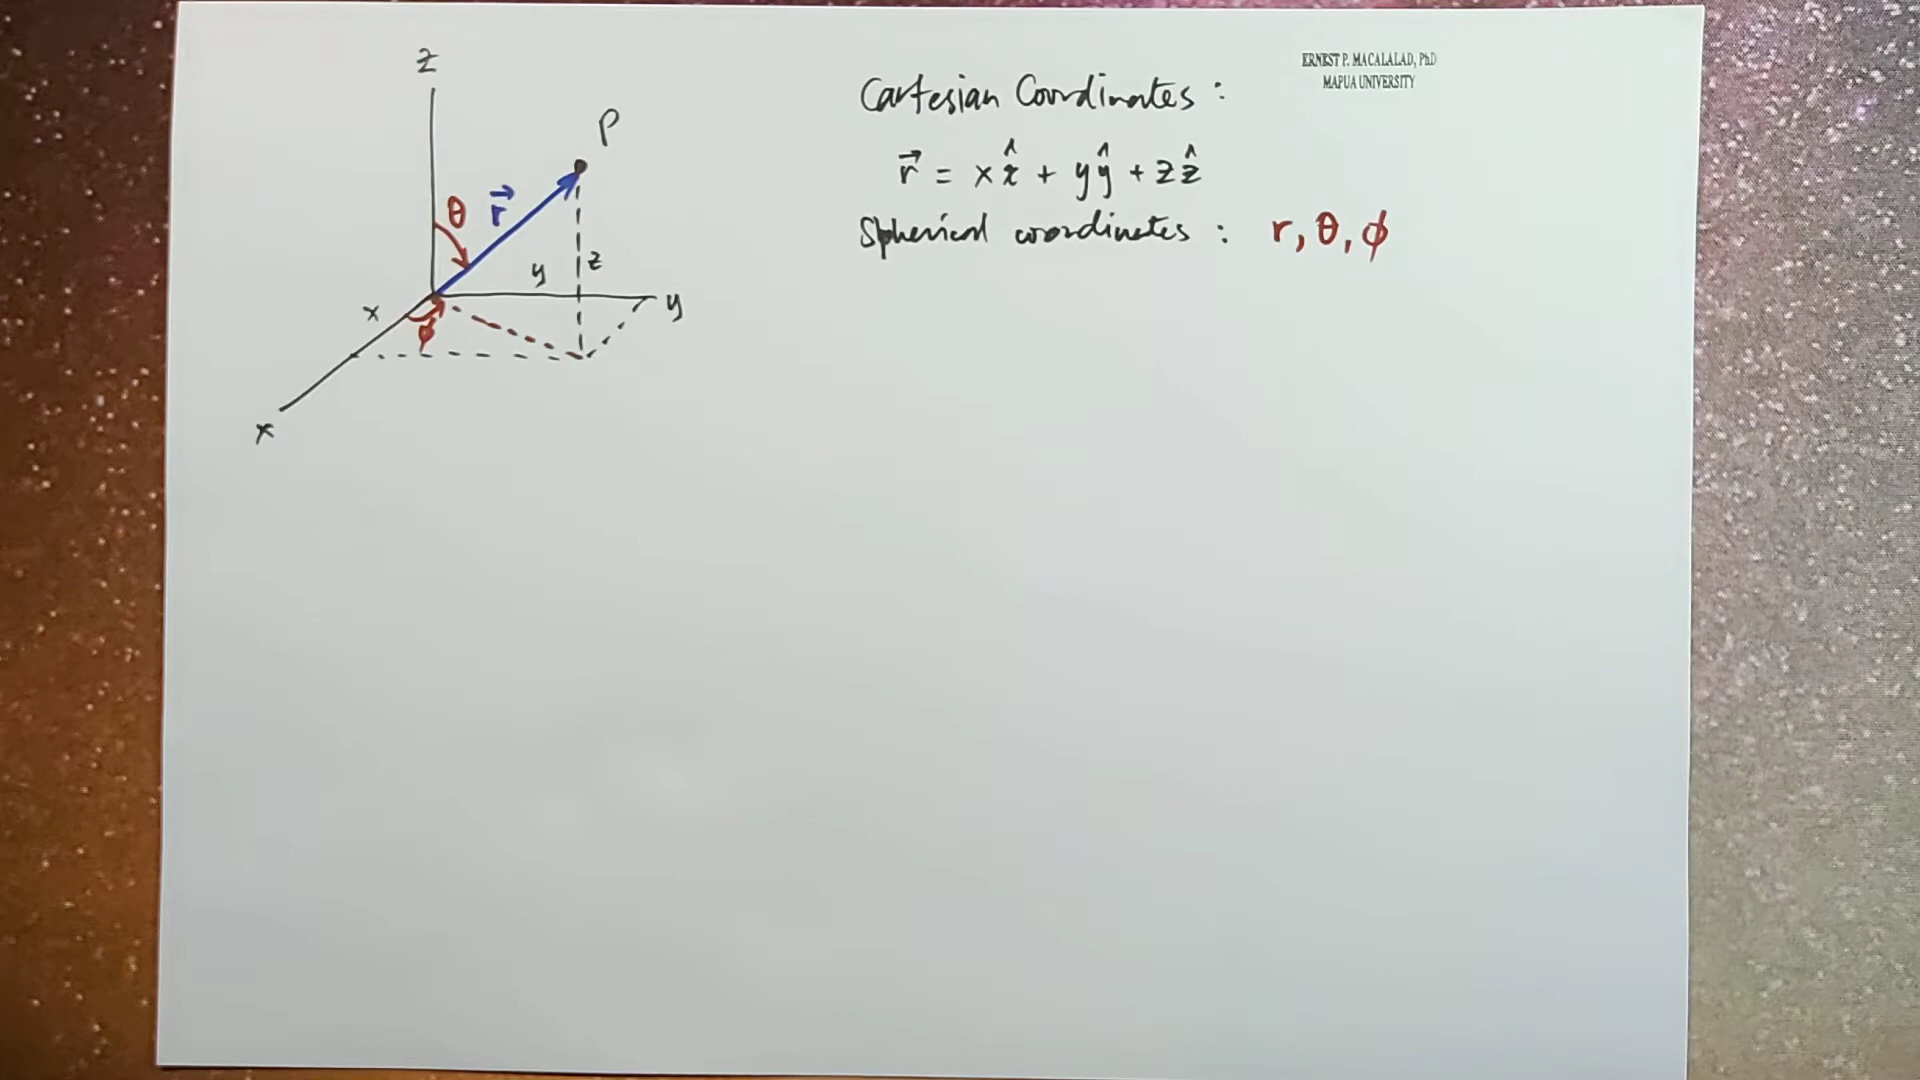 z
P
θ
r⃗
z
y
y
x
ϕ
x
ERNEST P. MACALALAD, PhD
MAPUA UNIVERSITY
Cartesian Coordinates :
r⃗ = x x̂ + y ŷ + z ẑ
Spherical coordinates : r, θ, ϕ